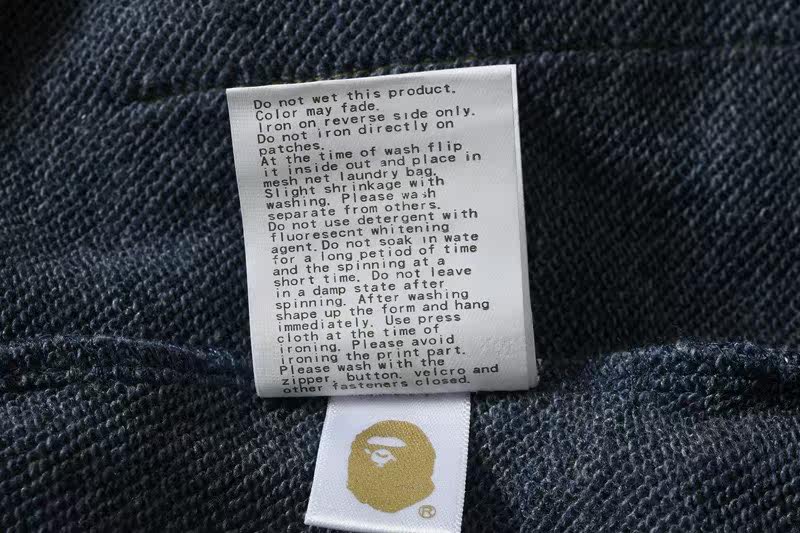 Do not wet this product.
Color may fade.
Iron on reverse side only.
Do not iron directly on
patches.
At the time of wash flip
it inside out and place in
mesh net laundry bag.
Slight shrinkage with
washing. Please wash
separate from others.
Do not use detergent with
fluoresecnt whitening
agent.Do not soak in wate
for a long petiod of time
and the spinning at a
short time. Do not leave
in a damp state after
spinning. After washing
shape up the form and hang
immediately. Use press
cloth at the time of
ironing. Please avoid
ironing the print part.
Please wash with the
zipper, button, velcro and
other fasteners closed.
®